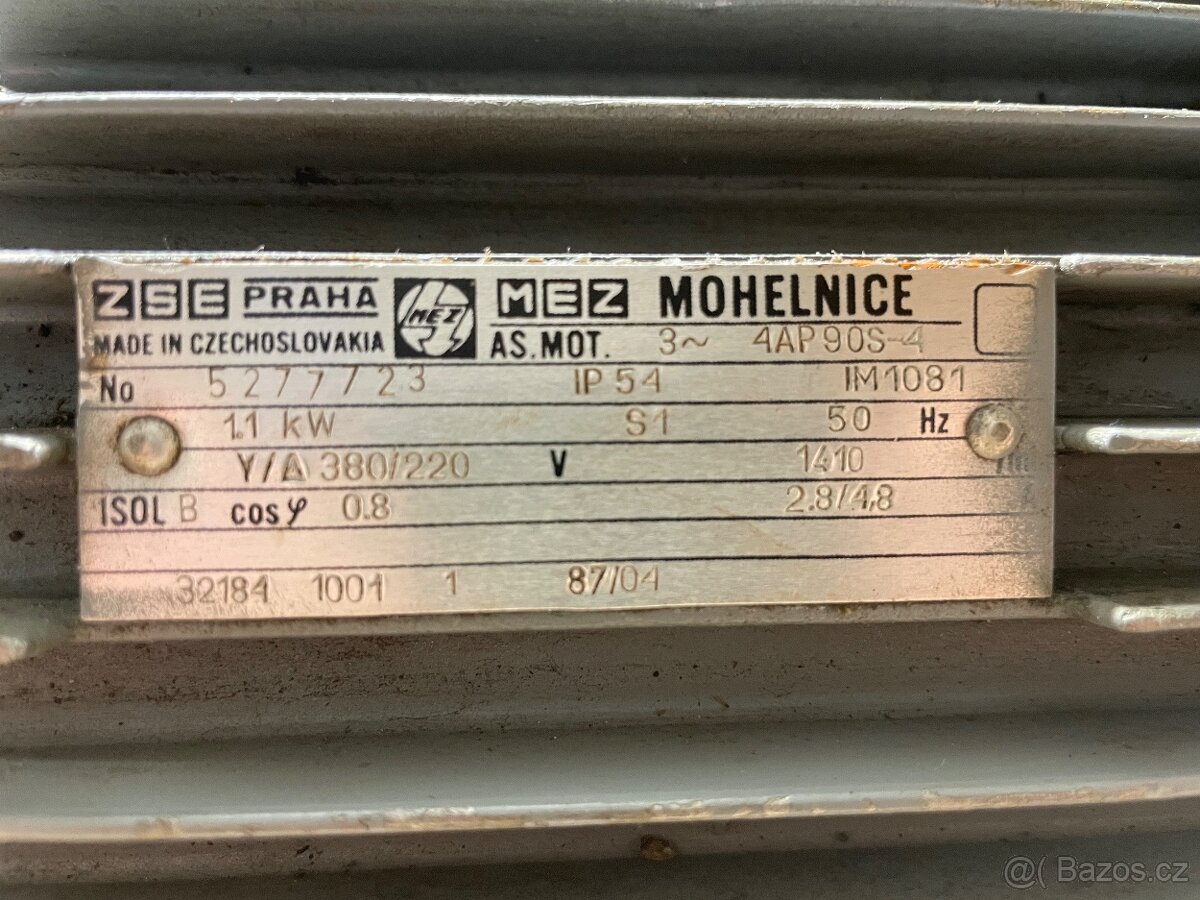 ZSE PRAHA MEZ MEZ MOHELNICE
MADE IN CZECHOSLOVAKIA AS. MOT. 3~ 4AP90S-4
No 5277723 IP 54 IM1081
1.1 kW S1 50 Hz
Y/Δ 380/220 V 1410
ISOL B cos φ 0.8 2.8/4,8
32184 1001 1 87/04
@( Bazos.cz